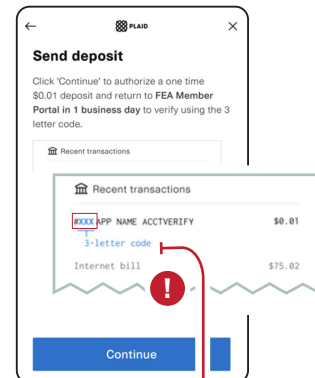 PLAID
Send deposit
Click 'Continue' to authorize a one time
$0.01 deposit and return to FEA Member
Portal in 1 business day to verify using the 3
letter code.
Recent transactions
Recent transactions
#XXX APP NAME ACCTVERIFY $0.01
3-letter code
Internet bill $75.02
!
Continue